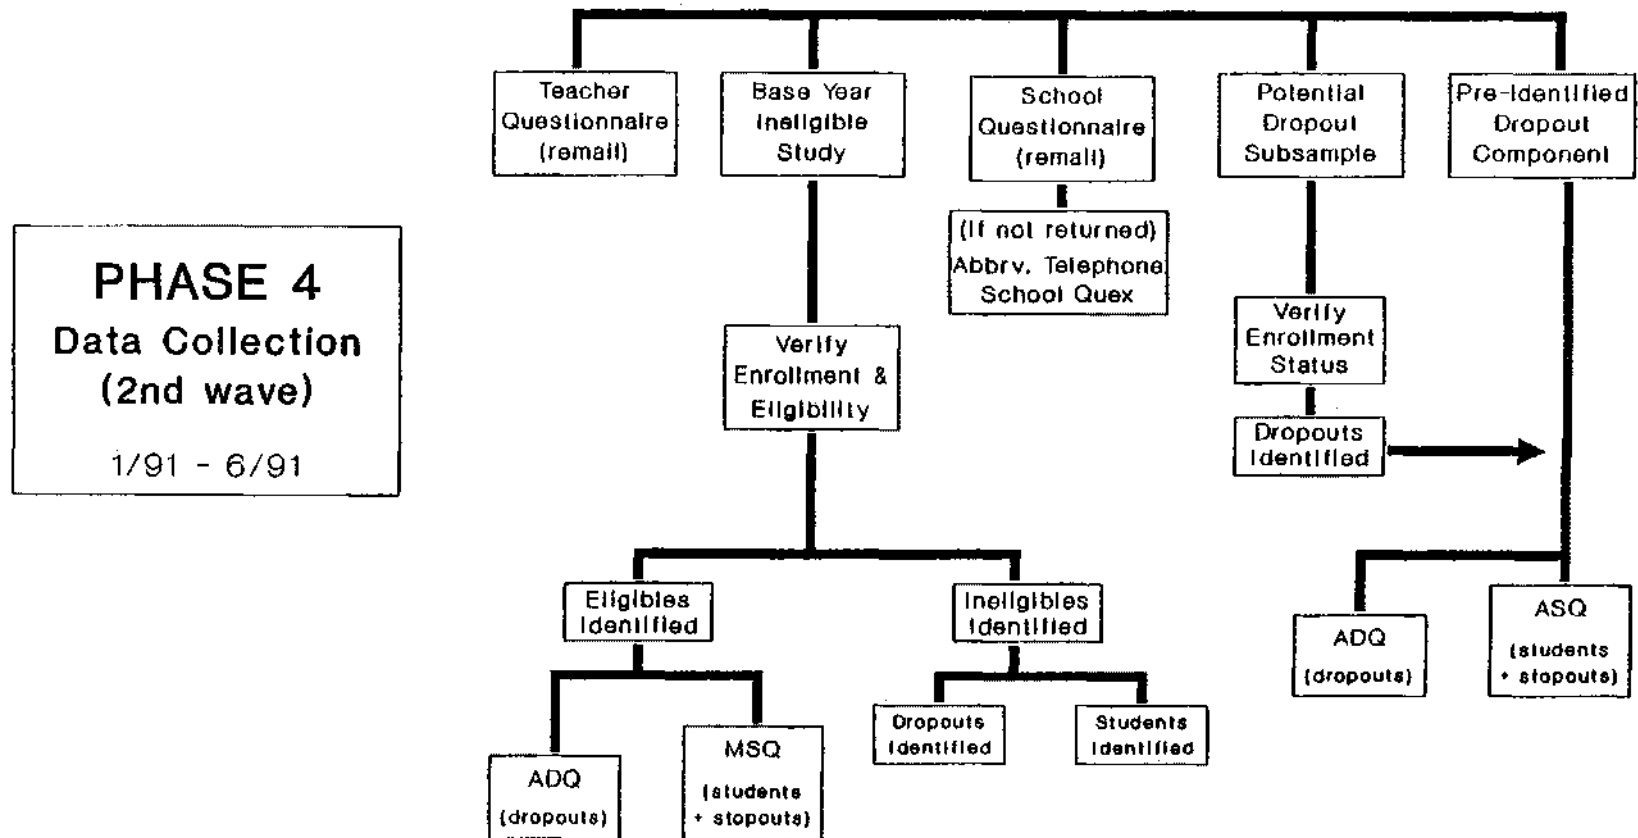 PHASE 4
Data Collection
(2nd wave)
1/91 - 6/91
Teacher
Questionnaire
(remail)
Base Year
Ineligible
Study
School
Questionnaire
(remail)
Potential
Dropout
Subsample
Pre-Identified
Dropout
Component
(If not returned)
Abbrv. Telephone
School Quex
Verify
Enrollment &
Eligibility
Verify
Enrollment
Status
Dropouts
Identified
Eligibles
Identified
Ineligibles
Identified
ADQ
(dropouts)
ASQ
(students
+ stopouts)
ADQ
(dropouts)
MSQ
(students
+ stopouts)
Dropouts
Identified
Students
Identified